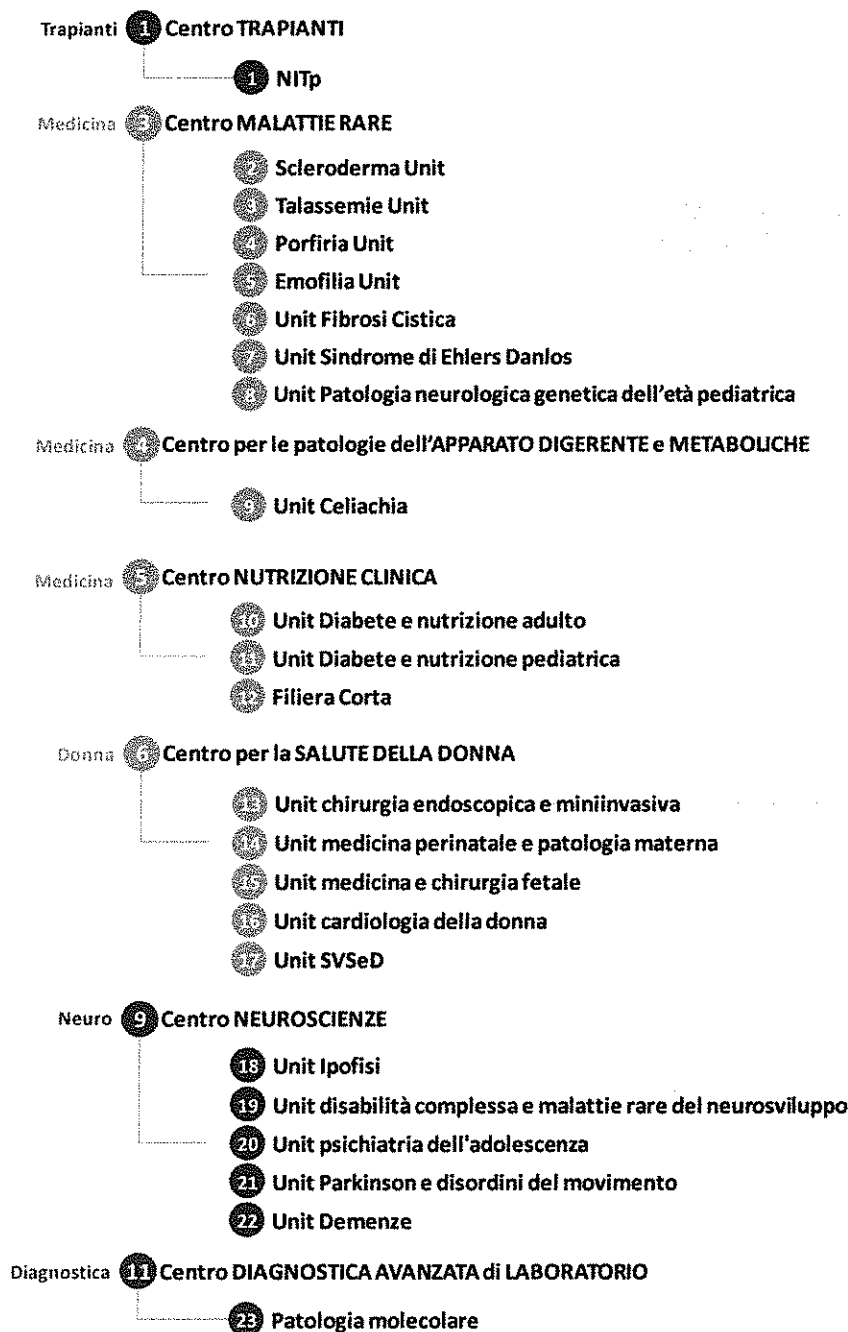 Trapianti 1 Centro TRAPIANTI
1 NITp
Medicina 3 Centro MALATTIE RARE
2 Scleroderma Unit
3 Talassemie Unit
4 Porfiria Unit
5 Emofilia Unit
6 Unit Fibrosi Cistica
7 Unit Sindrome di Ehlers Danlos
8 Unit Patologia neurologica genetica dell'età pediatrica
Medicina 4 Centro per le patologie dell'APPARATO DIGERENTE e METABOLICHE
9 Unit Celiachia
Medicina 5 Centro NUTRIZIONE CLINICA
10 Unit Diabete e nutrizione adulto
11 Unit Diabete e nutrizione pediatrica
12 Filiera Corta
Donna 6 Centro per la SALUTE DELLA DONNA
13 Unit chirurgia endoscopica e miniinvasiva
14 Unit medicina perinatale e patologia materna
15 Unit medicina e chirurgia fetale
16 Unit cardiologia della donna
17 Unit SVSeD
Neuro 9 Centro NEUROSCIENZE
18 Unit Ipofisi
19 Unit disabilità complessa e malattie rare del neurosviluppo
20 Unit psichiatria dell'adolescenza
21 Unit Parkinson e disordini del movimento
22 Unit Demenze
Diagnostica 11 Centro DIAGNOSTICA AVANZATA di LABORATORIO
23 Patologia molecolare